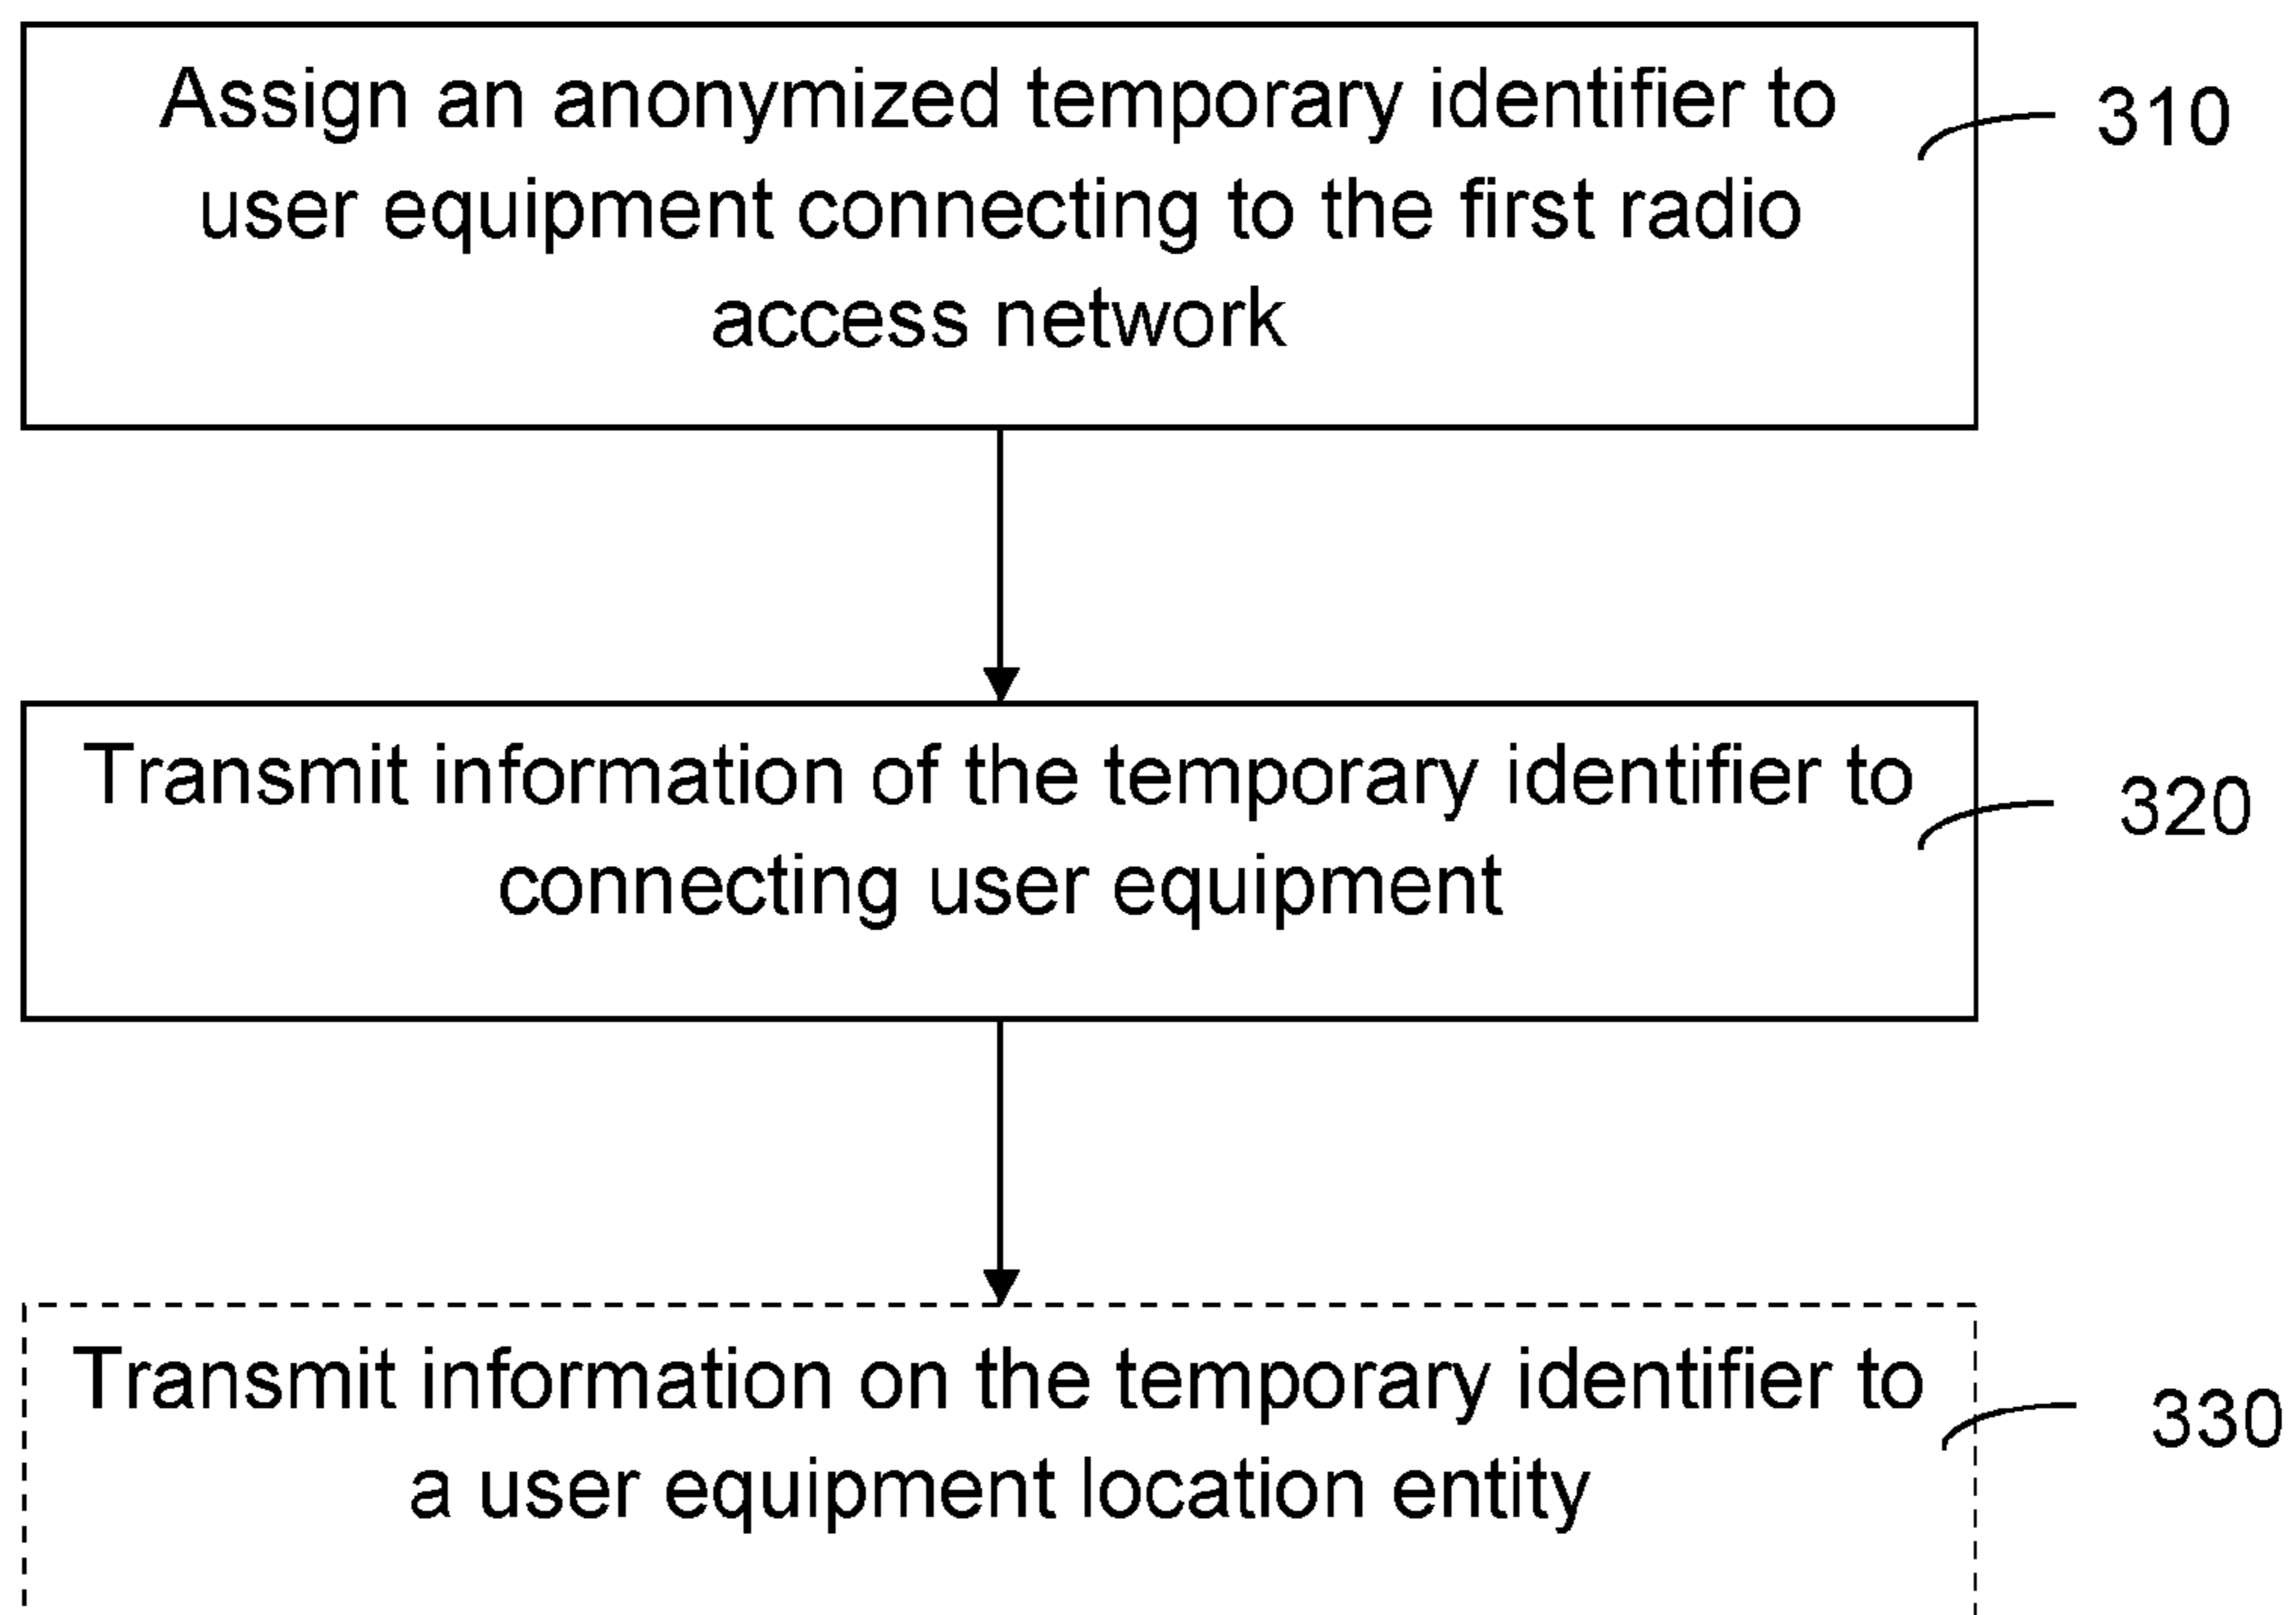 Assign an anonymized temporary identifier to
user equipment connecting to the first radio
access network
310
Transmit information of the temporary identifier to
connecting user equipment
320
Transmit information on the temporary identifier to
a user equipment location entity
330